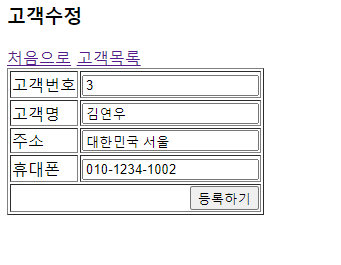 고객수정
처음으로 고객목록
고객번호 3
고객명 김연우
주소 대한민국 서울
휴대폰 010-1234-1002
등록하기